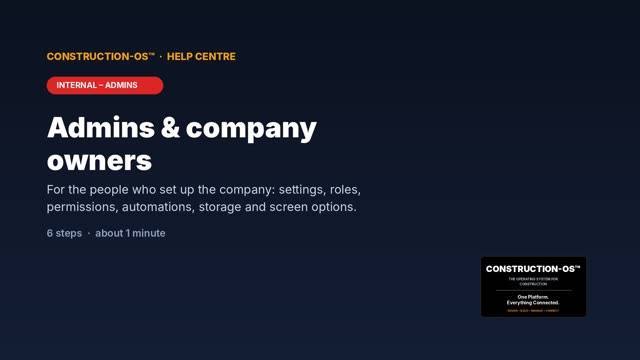 CONSTRUCTION-OS™ · HELP CENTRE
INTERNAL – ADMINS
Admins & company
owners
For the people who set up the company: settings, roles,
permissions, automations, storage and screen options.
6 steps · about 1 minute
CONSTRUCTION-OS™
THE OPERATING SYSTEM FOR
CONSTRUCTION
One Platform.
Everything Connected.